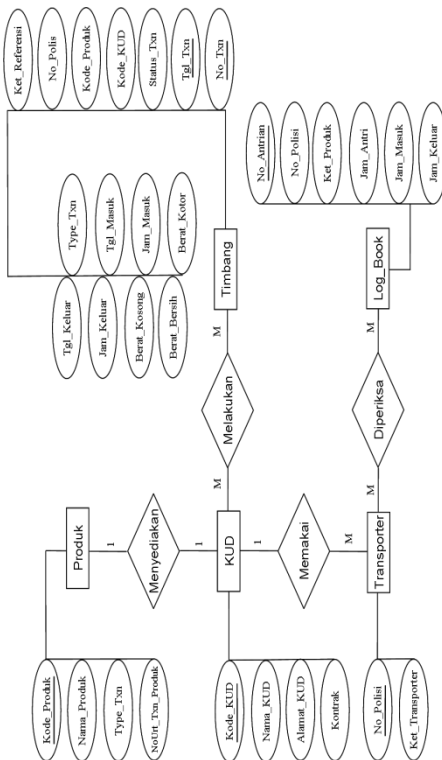 Kode_Produk
Nama_Produk
Type_Txn
NoUrt_Txn_Produk
Produk
1
Menyediakan
1
Kode_KUD
Nama_KUD
Alamat_KUD
Kontrak
KUD
M
Melakukan
M
Timbang
1
Memakai
M
No_Polisi
Ket_Transporter
Transporter
M
Diperiksa
M
Log_Book
Tgl_Keluar
Type_Txn
Jam_Keluar
Tgl_Masuk
Berat_Kosong
Jam_Masuk
Berat_Bersih
Berat_Kotor
Ket_Referensi
No_Polis
Kode_Produk
Kode_KUD
Status_Txn
Tgl_Txn
No_Txn
No_Antrian
No_Polisi
Ket_Produk
Jam_Antri
Jam_Masuk
Jam_Keluar